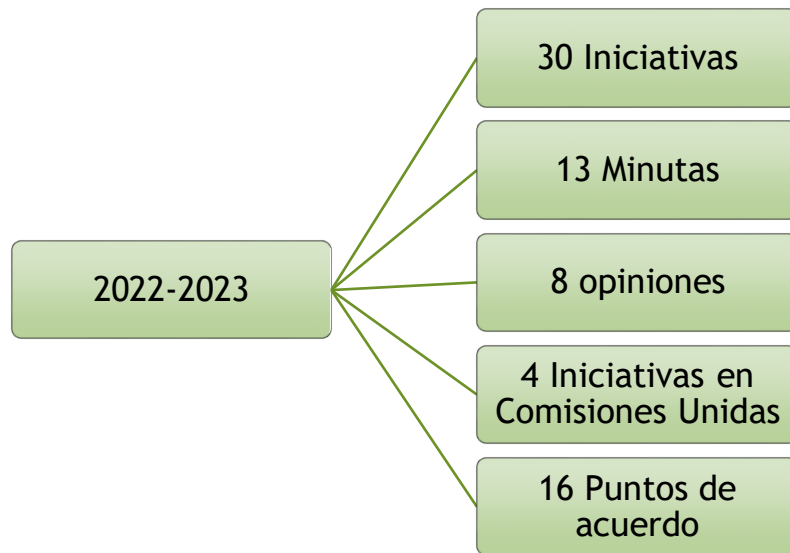 30 Iniciativas
13 Minutas
2022-2023
8 opiniones
4 Iniciativas en
Comisiones Unidas
16 Puntos de
acuerdo